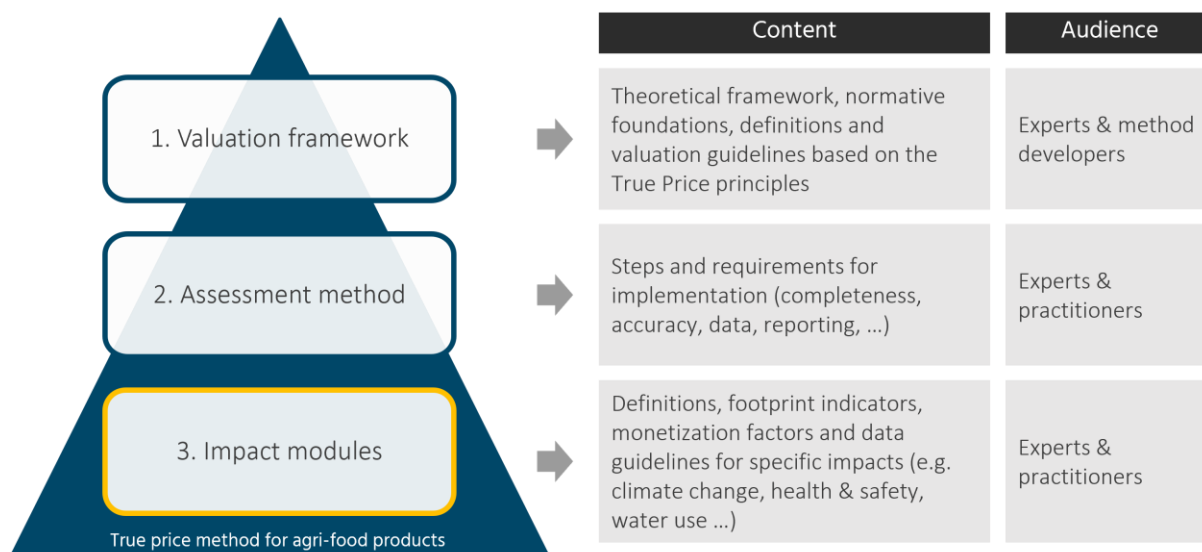 Content
Audience
1. Valuation framework
Theoretical framework, normative
foundations, definitions and
valuation guidelines based on the
True Price principles
Experts & method
developers
2. Assessment method
Steps and requirements for
implementation (completeness,
accuracy, data, reporting, ...)
Experts &
practitioners
3. Impact modules
Definitions, footprint indicators,
monetization factors and data
guidelines for specific impacts (e.g.
climate change, health & safety,
water use ...)
Experts &
practitioners
True price method for agri-food products